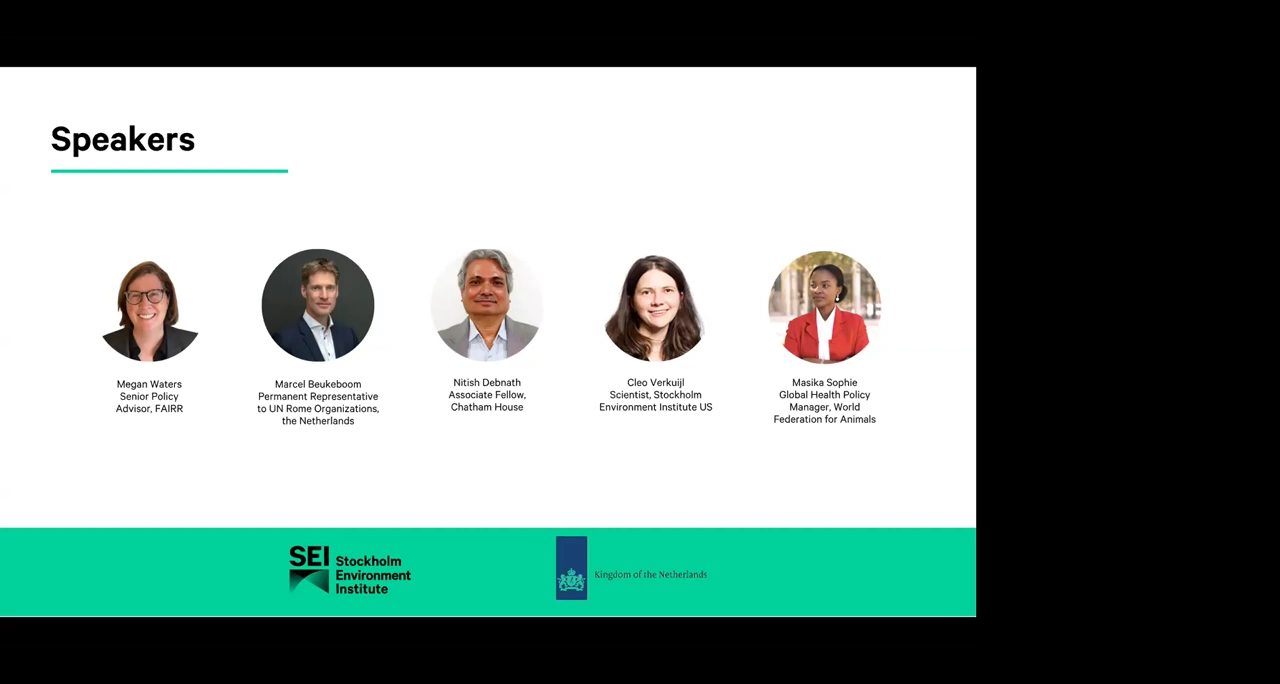 Speakers
Megan Waters
Senior Policy
Advisor, FAIRR
Marcel Beukeboom
Permanent Representative
to UN Rome Organizations,
the Netherlands
Nitish Debnath
Associate Fellow,
Chatham House
Cleo Verkuijl
Scientist, Stockholm
Environment Institute US
Masika Sophie
Global Health Policy
Manager, World
Federation for Animals
SEI
Stockholm
Environment
Institute
Kingdom of the Netherlands